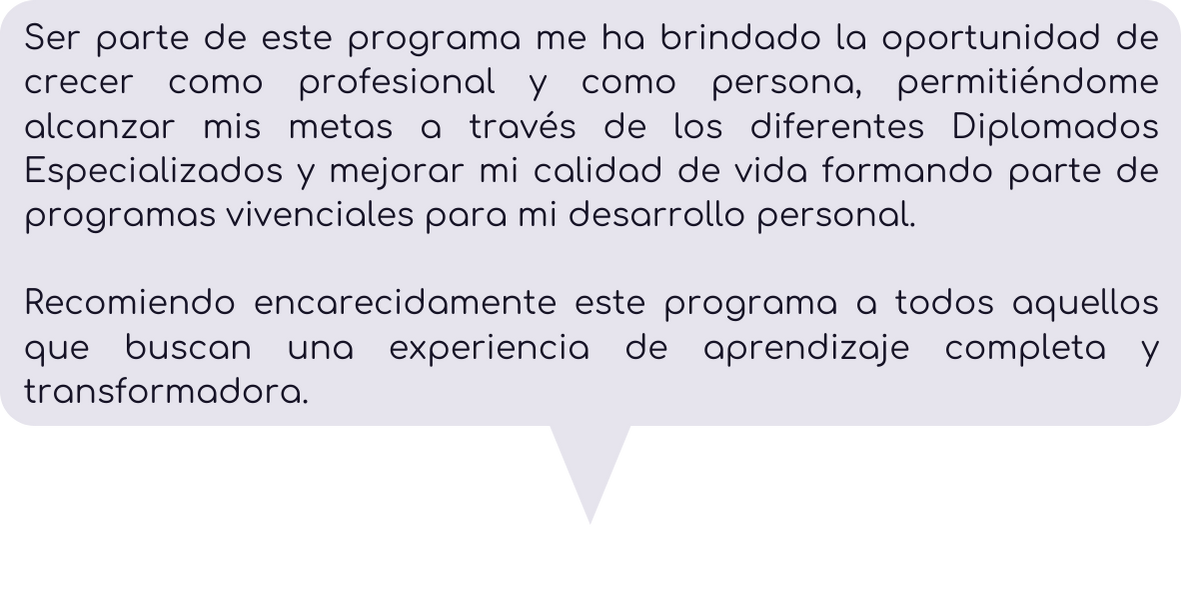 Ser parte de este programa me ha brindado la oportunidad de
crecer como profesional y como persona, permitiéndome
alcanzar mis metas a través de los diferentes Diplomados
Especializados y mejorar mi calidad de vida formando parte de
programas vivenciales para mi desarrollo personal.
Recomiendo encarecidamente este programa a todos aquellos
que buscan una experiencia de aprendizaje completa y
transformadora.